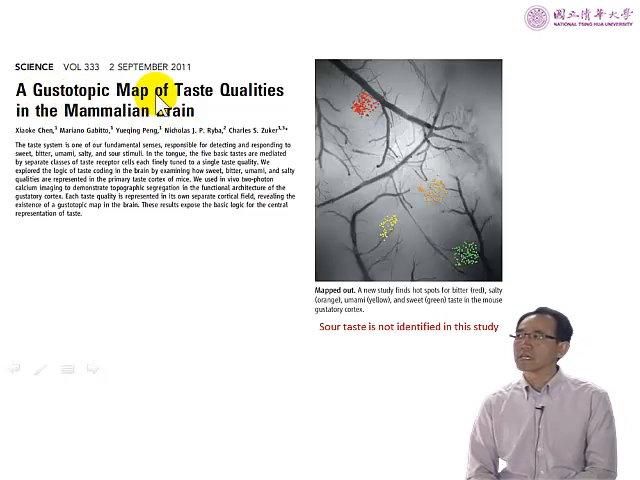 國立清華大學
NATIONAL TSING HUA UNIVERSITY
SCIENCE VOL 333 2 SEPTEMBER 2011
A Gustotopic Map of Taste Qualities
in the Mammalian Brain
Xiaoke Chen,¹ Mariano Gabitto,¹ Yueqing Peng,¹ Nicholas J. P. Ryba,² Charles S. Zuker¹,³*
The taste system is one of our fundamental senses, responsible for detecting and responding to
sweet, bitter, umami, salty, and sour stimuli. In the tongue, the five basic tastes are mediated
by separate classes of taste receptor cells each finely tuned to a single taste quality. We
explored the logic of taste coding in the brain by examining how sweet, bitter, umami, and salty
qualities are represented in the primary taste cortex of mice. We used in vivo two-photon
calcium imaging to demonstrate topographic segregation in the functional architecture of the
gustatory cortex. Each taste quality is represented in its own separate cortical field, revealing the
existence of a gustotopic map in the brain. These results expose the basic logic for the central
representation of taste.
Mapped out. A new study finds hot spots for bitter (red), salty
(orange), umami (yellow), and sweet (green) taste in the mouse
gustatory cortex.
Sour taste is not identified in this study